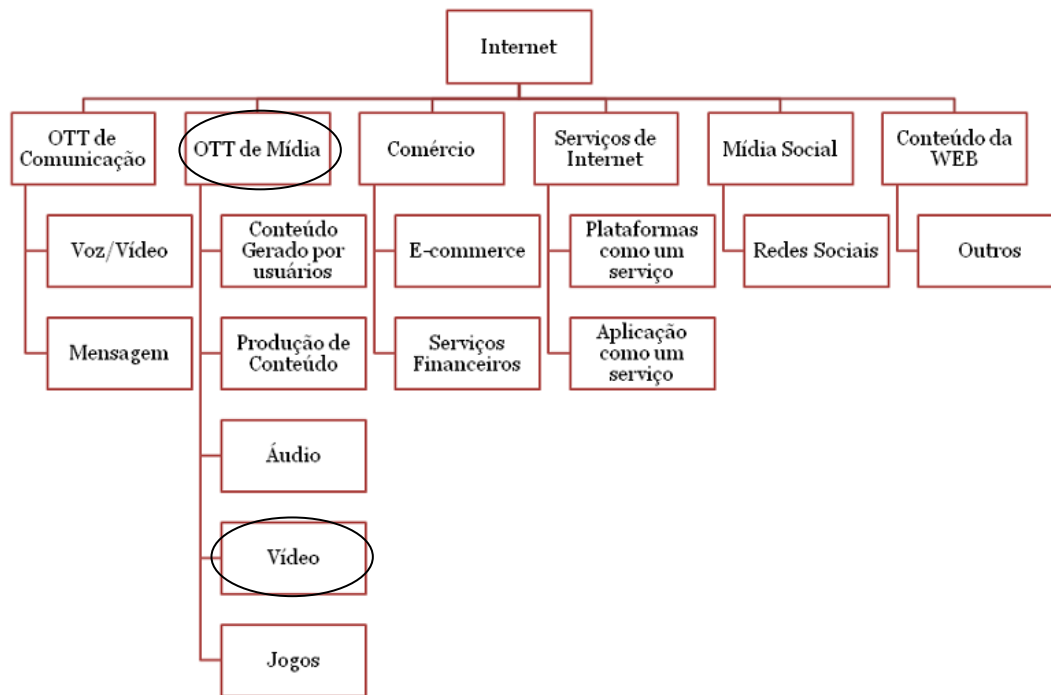 Internet
OTT de
Comunicação
OTT de Mídia
Comércio
Serviços de
Internet
Mídia Social
Conteúdo da
WEB
Voz/Vídeo
Conteúdo
Gerado por
usuários
E-commerce
Plataformas
como um
serviço
Redes Sociais
Outros
Mensagem
Produção de
Conteúdo
Serviços
Financeiros
Aplicação
como um
serviço
Áudio
Vídeo
Jogos